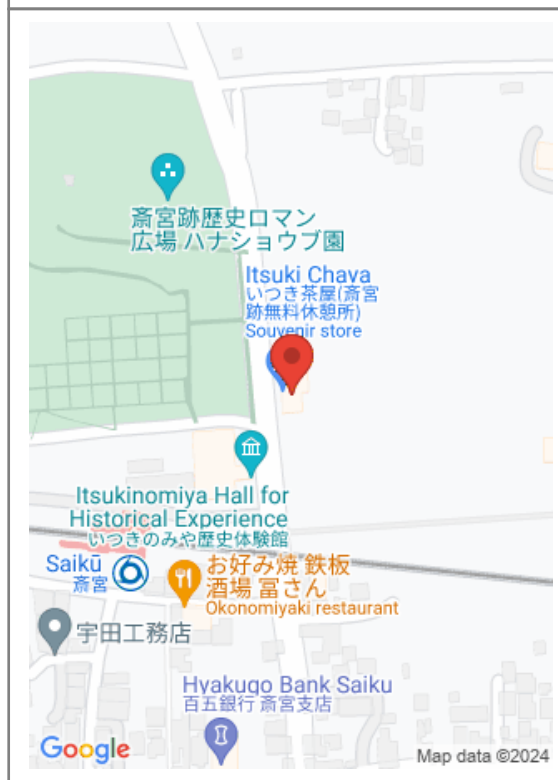 斎宮跡歴史ロマン
広場 ハナショウブ園
Itsuki Chaya
いつき茶屋(斎宮
跡無料休憩所)
Souvenir store
Itsukinomiya Hall for
Historical Experience
いつきのみや歴史体験館
Saikū
斎宮
お好み焼 鉄板
酒場 冨さん
Okonomiyaki restaurant
宇田工務店
Hyakugo Bank Saiku
百五銀行 斎宮支店
Google
Map data ©2024